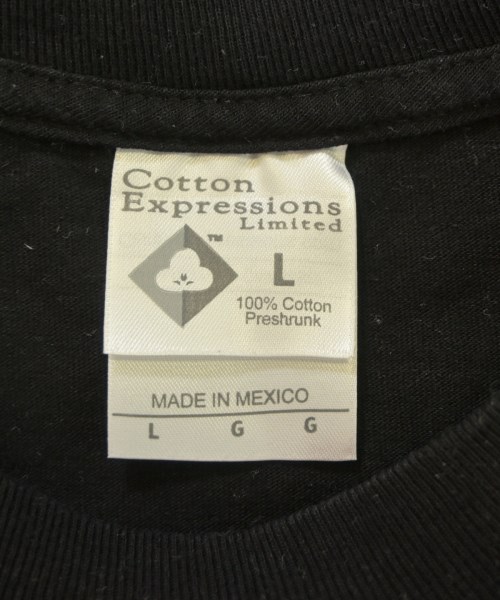 Cotton
Expressions
Limited
™
L
100% Cotton
Preshrunk
MADE IN MEXICO
L G G